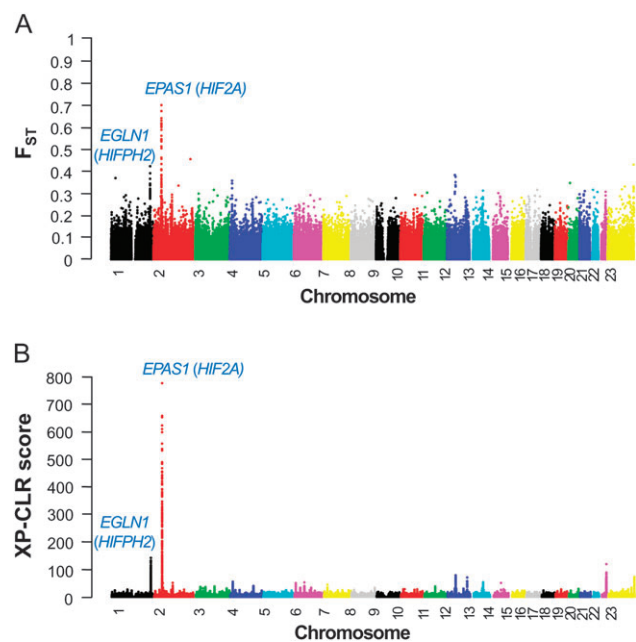 A
1
0.9
0.8
0.7
0.6
0.5
0.4
0.3
0.2
0.1
0
FST
EPAS1 (HIF2A)
EGLN1
(HIFPH2)
1 2 3 4 5 6 7 8 9 10 11 12 13 14 15 16 17 18 19 20 21 22 23
Chromosome
B
800
700
600
500
400
300
200
100
0
XP-CLR score
EPAS1 (HIF2A)
EGLN1
(HIFPH2)
1 2 3 4 5 6 7 8 9 10 11 12 13 14 15 16 17 18 19 20 21 22 23
Chromosome